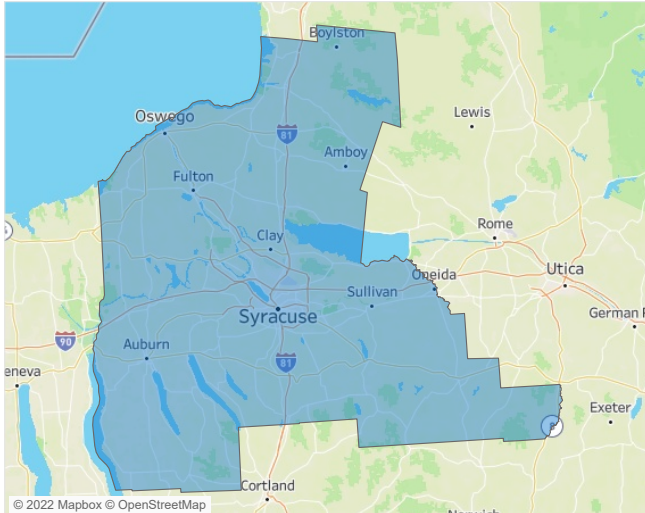 Boylston
Oswego
Lewis
81
Amboy
Fulton
Rome
Clay
Oneida
Utica
Sullivan
Syracuse
German F
90
Auburn
81
eneva
Exeter
Cortland
© 2022 Mapbox © OpenStreetMap